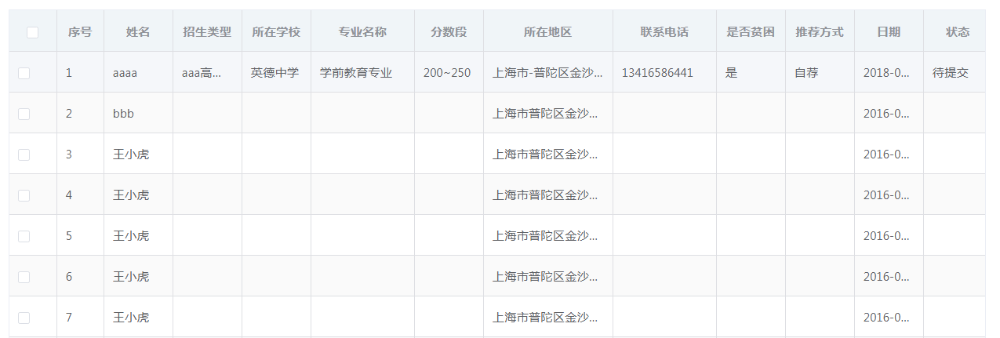 序号 姓名 招生类型 所在学校 专业名称 分数段 所在地区 联系电话 是否贫困 推荐方式 日期 状态
1 aaaa aaa高... 英德中学 学前教育专业 200~250 上海市-普陀区金沙... 13416586441 是 自荐 2018-0... 待提交
2 bbb 上海市普陀区金沙... 2016-0...
3 王小虎 上海市普陀区金沙... 2016-0...
4 王小虎 上海市普陀区金沙... 2016-0...
5 王小虎 上海市普陀区金沙... 2016-0...
6 王小虎 上海市普陀区金沙... 2016-0...
7 王小虎 上海市普陀区金沙... 2016-0...